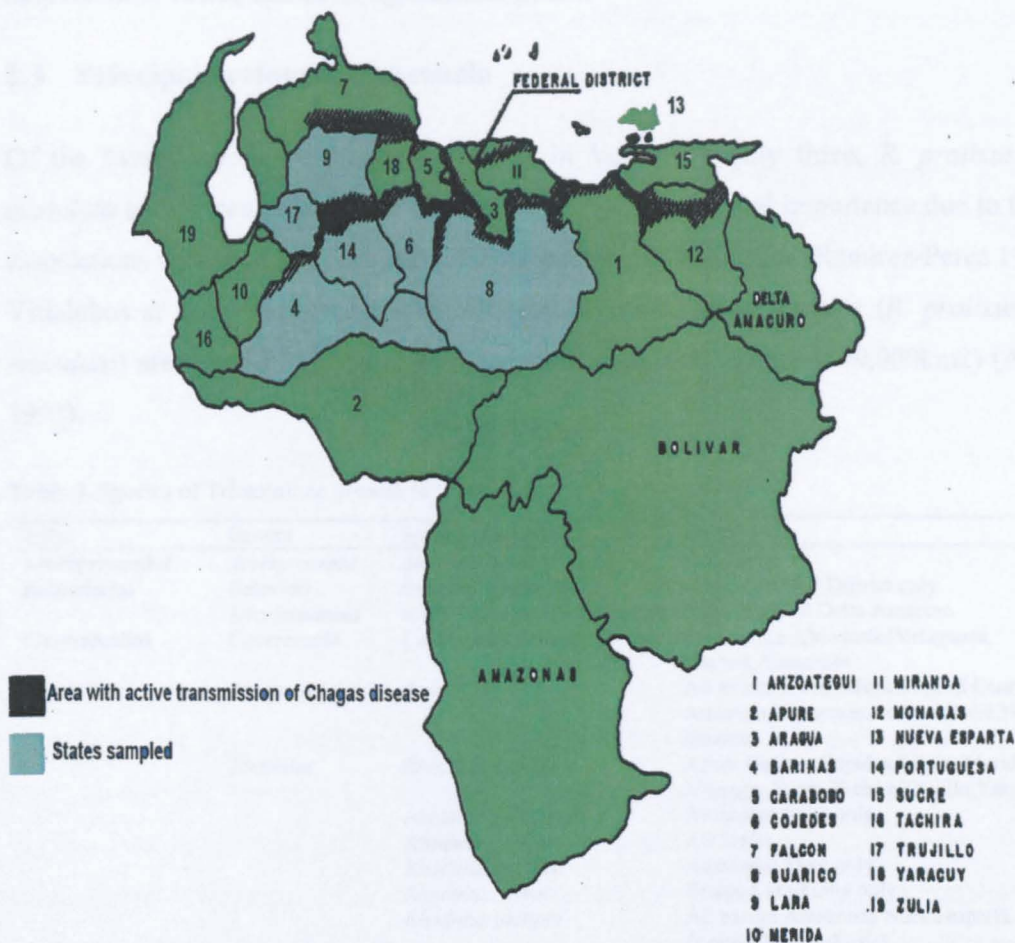 7
FEDERAL DISTRICT
13
9
18
5
11
15
19
17
3
14
6
1
12
10
8
4
DELTA
AMACURO
16
2
BOLIVAR
AMAZONAS
Area with active transmission of Chagas disease
States sampled
1 ANZOATEGUI
2 APURE
3 ARAGUA
4 BARINAS
5 CARABOBO
6 COJEDES
7 FALCON
8 GUARICO
9 LARA
10 MERIDA
11 MIRANDA
12 MONAGAS
13 NUEVA ESPARTA
14 PORTUGUESA
15 SUCRE
16 TACHIRA
17 TRUJILLO
18 YARACUY
19 ZULIA